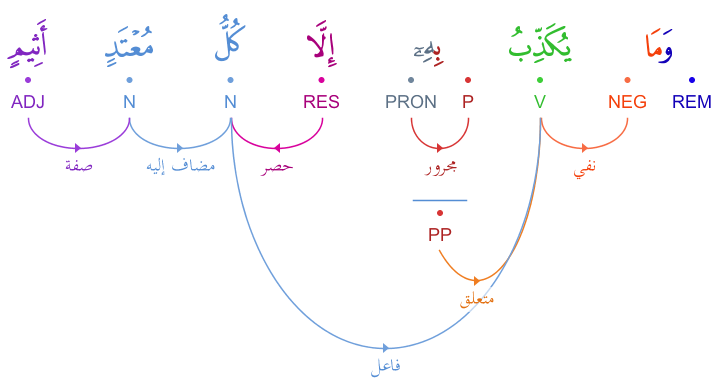 وَمَا يُكَذِّبُ بِهِۦٓ إِلَّا كُلُّ مُعْتَدٍ أَثِيمٍ
REM NEG V P PRON RES N N ADJ
نفي مجرور حصر مضاف إليه صفة
PP
متعلق
فاعل